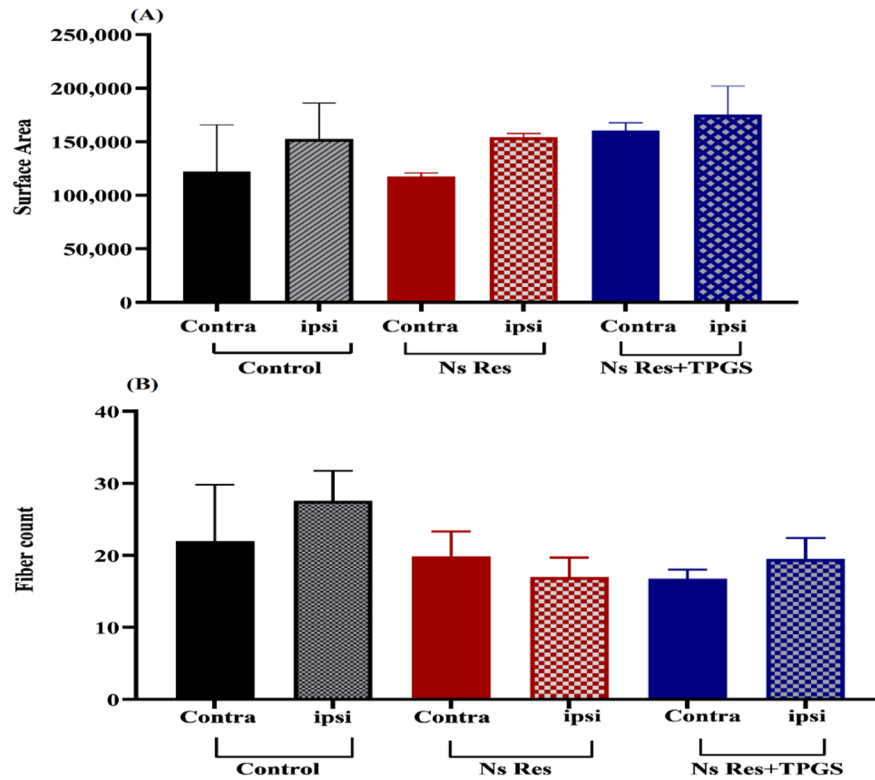 (A)
250,000
200,000
150,000
100,000
50,000
0
Surface Area
Contra ipsi Contra ipsi Contra ipsi
Control Ns Res Ns Res+TPGS
(B)
40
30
20
10
0
Fiber count
Contra ipsi Contra ipsi Contra ipsi
Control Ns Res Ns Res+TPGS